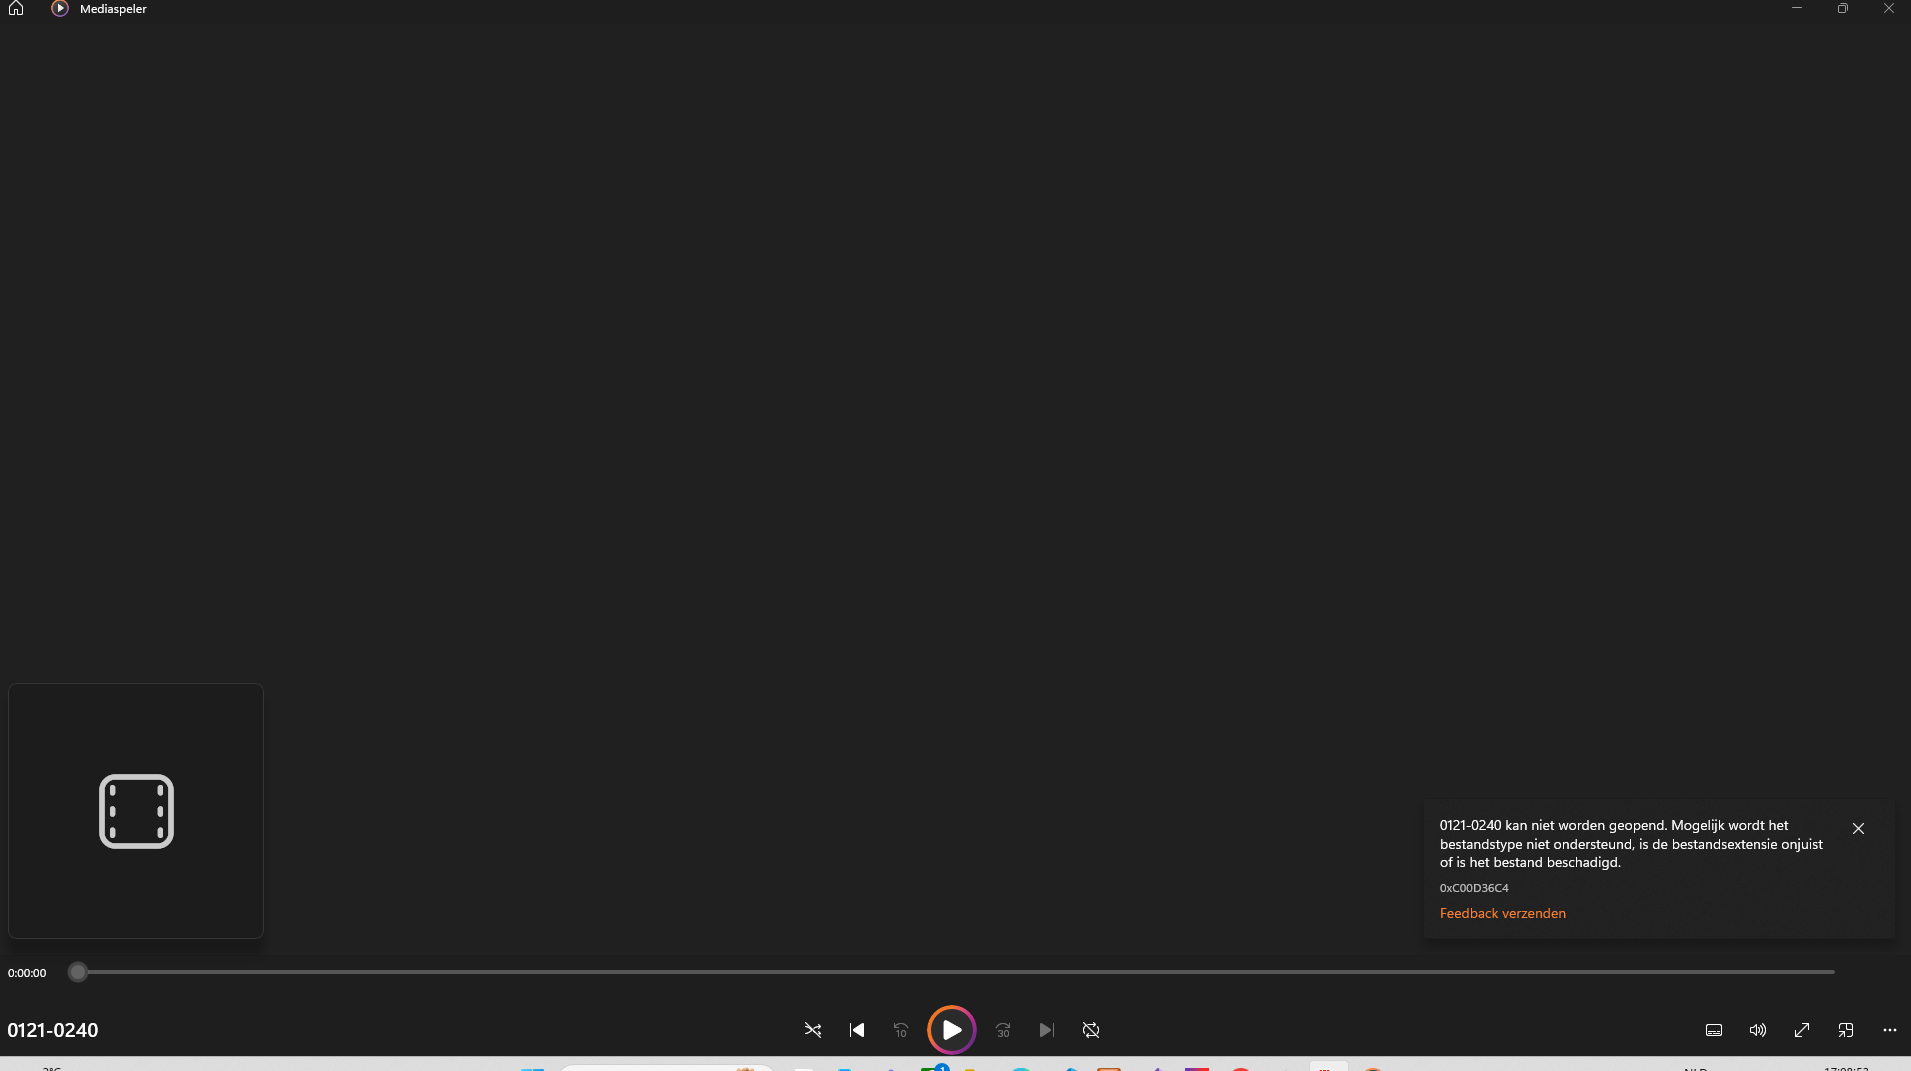 Mediaspeler
0121-0240 kan niet worden geopend. Mogelijk wordt het
bestandstype niet ondersteund, is de bestandsextensie onjuist
of is het bestand beschadigd.
0xC00D36C4
Feedback verzenden
0:00:00
0121-0240
10
30